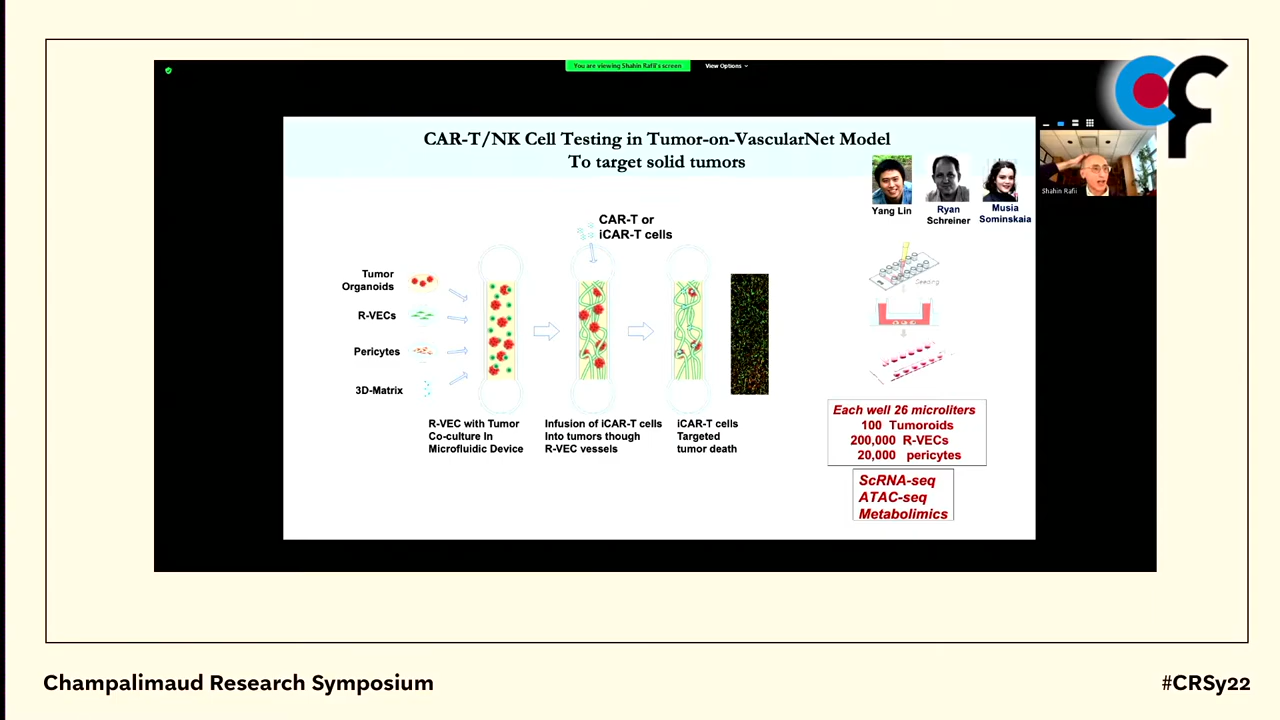 You are viewing Shahin Rafii's screen
View Options
CAR-T/NK Cell Testing in Tumor-on-VascularNet Model
To target solid tumors
Shahin Rafii
Yang Lin
Ryan
Schreiner
Musia
Sominskaia
CAR-T or
iCAR-T cells
Tumor
Organoids
R-VECs
Pericytes
3D-Matrix
Seeding
R-VEC with Tumor
Co-culture In
Microfluidic Device
Infusion of iCAR-T cells
Into tumors though
R-VEC vessels
iCAR-T cells
Targeted
tumor death
Each well 26 microliters
100 Tumoroids
200,000 R-VECs
20,000 pericytes
ScRNA-seq
ATAC-seq
Metabolimics
Champalimaud Research Symposium
#CRSy22